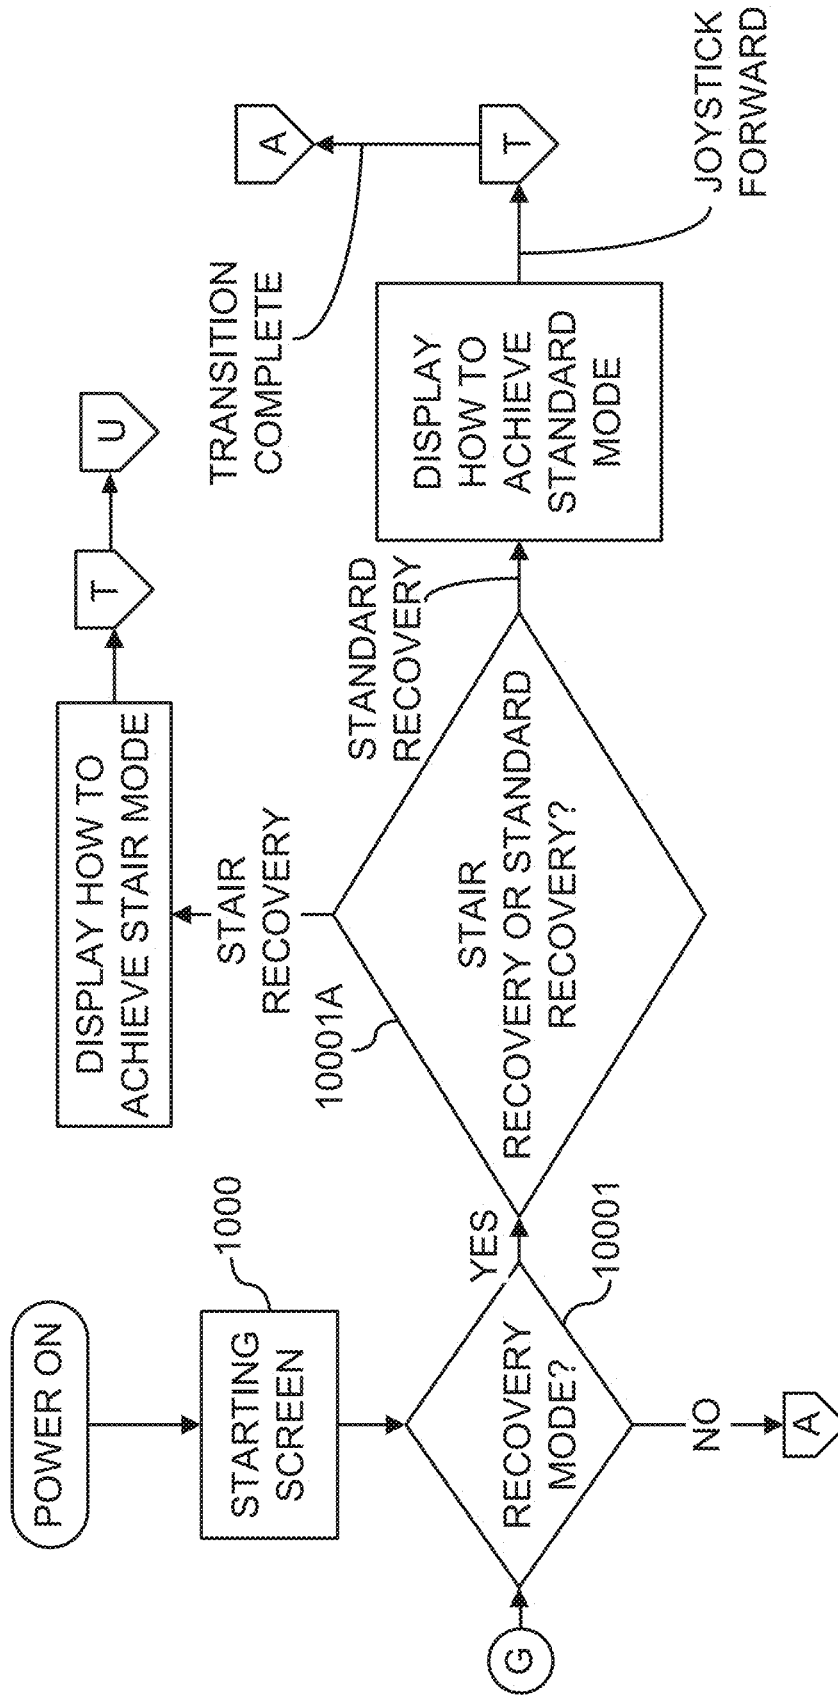 POWER ON
STARTING
SCREEN
1000
G
RECOVERY
MODE?
10001
NO
A
YES
STAIR
RECOVERY OR STANDARD
RECOVERY?
10001A
STAIR
RECOVERY
DISPLAY HOW TO
ACHIEVE STAIR MODE
T
U
STANDARD
RECOVERY
DISPLAY
HOW TO
ACHIEVE
STANDARD
MODE
JOYSTICK
FORWARD
T
TRANSITION
COMPLETE
A